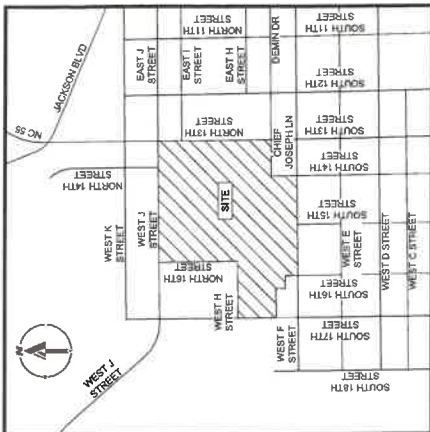 NC 55
JACKSON BLVD
EAST J
STREET
EAST I
STREET
EAST H
STREET
NORTH 11TH
STREET
DEMIN DR
SOUTH 11TH
STREET
SOUTH 12TH
STREET
NORTH 13TH
STREET
CHIEF
JOSEPH LN
SOUTH 13TH
STREET
SOUTH 14TH
STREET
NORTH 14TH
STREET
WEST K
STREET
WEST J
STREET
SITE
SOUTH 15TH
STREET
NORTH 16TH
STREET
WEST H
STREET
WEST E
STREET
WEST D STREET
WEST C STREET
SOUTH 16TH
STREET
WEST F
STREET
SOUTH 17TH
STREET
SOUTH 18TH
STREET
WEST J
STREET
N